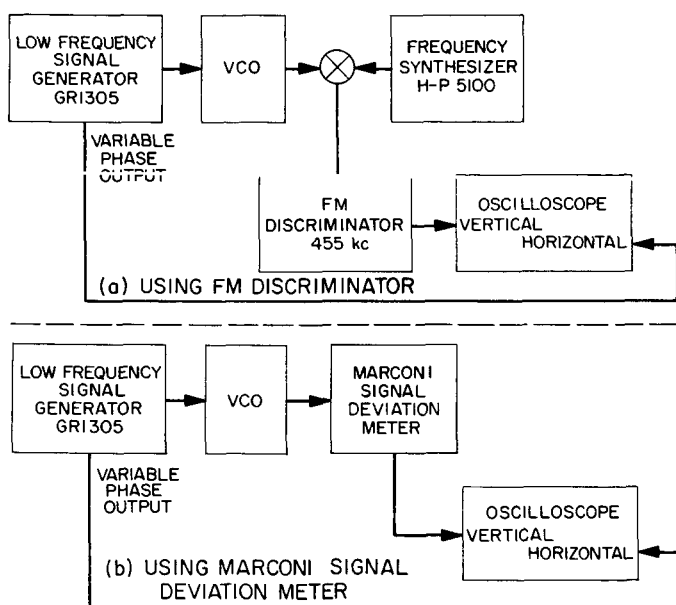 LOW FREQUENCY
SIGNAL
GENERATOR
GR1305
VCO
FREQUENCY
SYNTHESIZER
H-P 5100
VARIABLE
PHASE
OUTPUT
FM
DISCRIMINATOR
455 kc
OSCILLOSCOPE
VERTICAL
HORIZONTAL
(a) USING FM DISCRIMINATOR
LOW FREQUENCY
SIGNAL
GENERATOR
GR1305
VCO
MARCONI
SIGNAL
DEVIATION
METER
VARIABLE
PHASE
OUTPUT
OSCILLOSCOPE
VERTICAL
HORIZONTAL
(b) USING MARCONI SIGNAL
DEVIATION METER